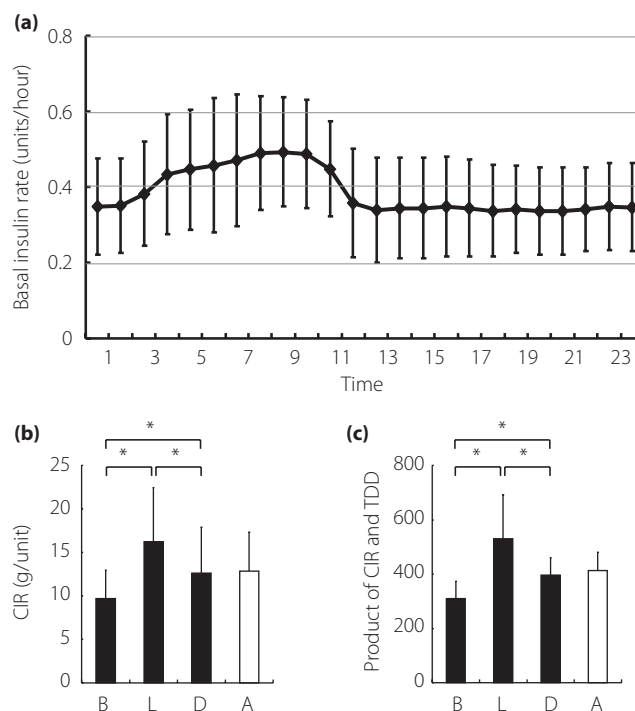 (a)
Basal insulin rate (units/hour)
0.8
0.6
0.4
0.2
0
1 3 5 7 9 11 13 15 17 19 21 23
Time
(b)
*
* *
CIR (g/unit)
25
20
15
10
5
0
B L D A
(c)
*
* *
Product of CIR and TDD
800
600
400
200
0
B L D A